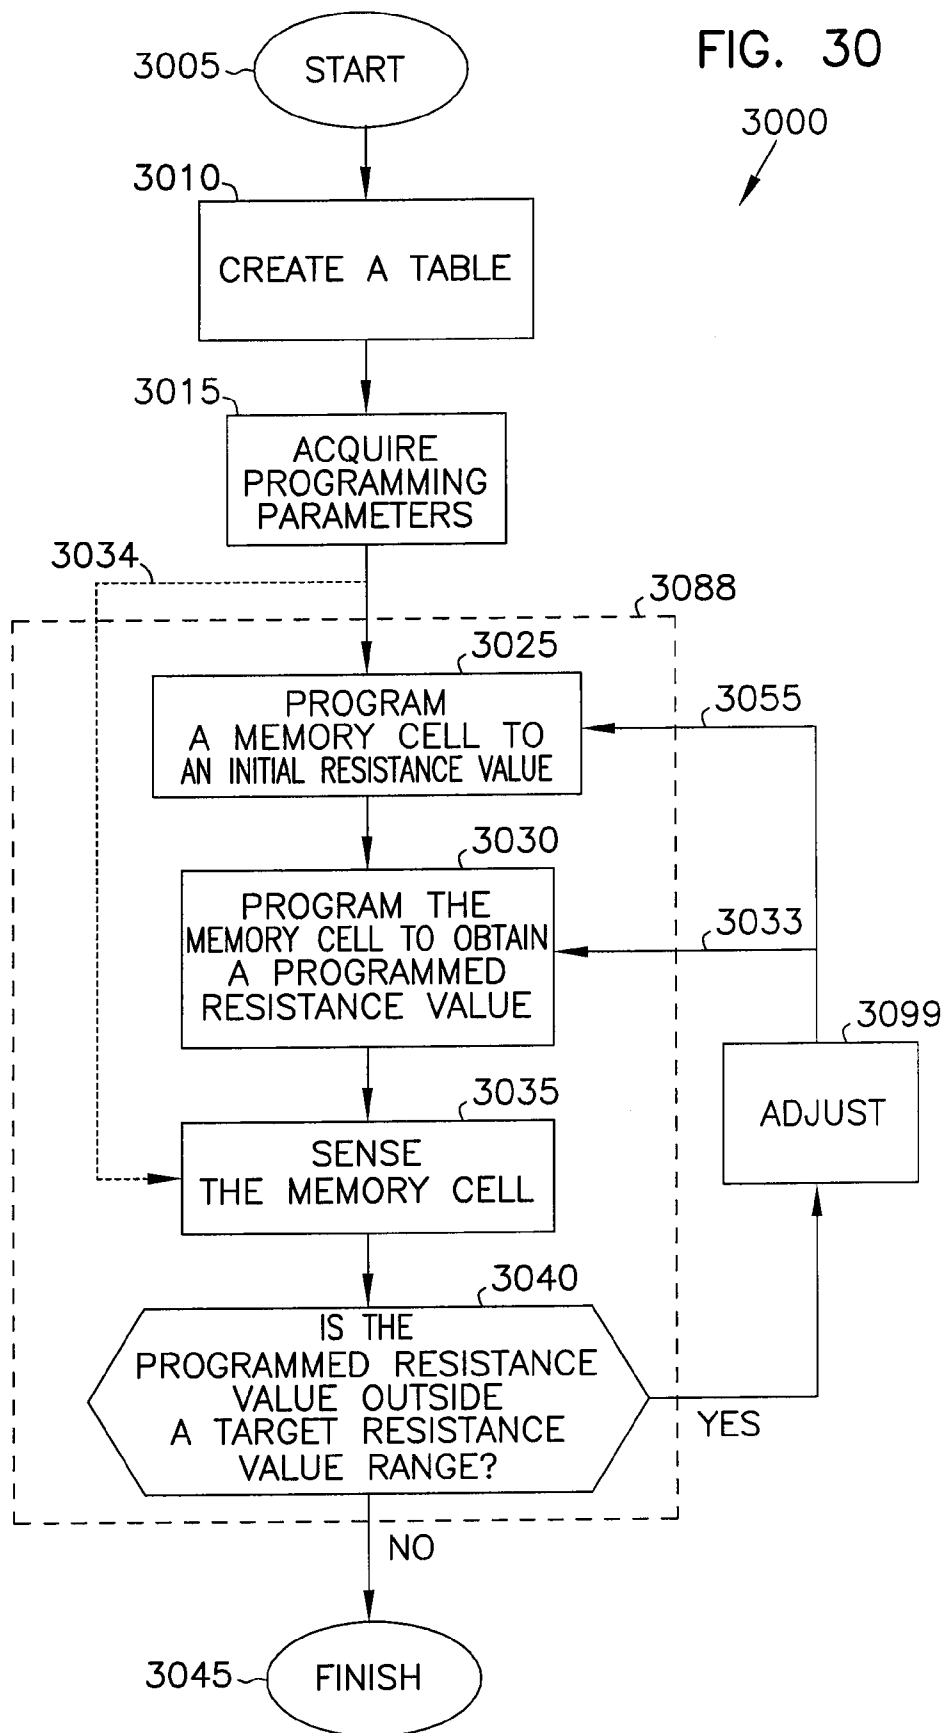 FIG. 30
3000
3005
START
3010
CREATE A TABLE
3015
ACQUIRE
PROGRAMMING
PARAMETERS
3034
3088
3025
PROGRAM
A MEMORY CELL TO
AN INITIAL RESISTANCE VALUE
3055
3030
PROGRAM THE
MEMORY CELL TO OBTAIN
A PROGRAMMED
RESISTANCE VALUE
3033
3099
ADJUST
3035
SENSE
THE MEMORY CELL
3040
IS THE
PROGRAMMED RESISTANCE
VALUE OUTSIDE
A TARGET RESISTANCE
VALUE RANGE?
YES
NO
3045
FINISH